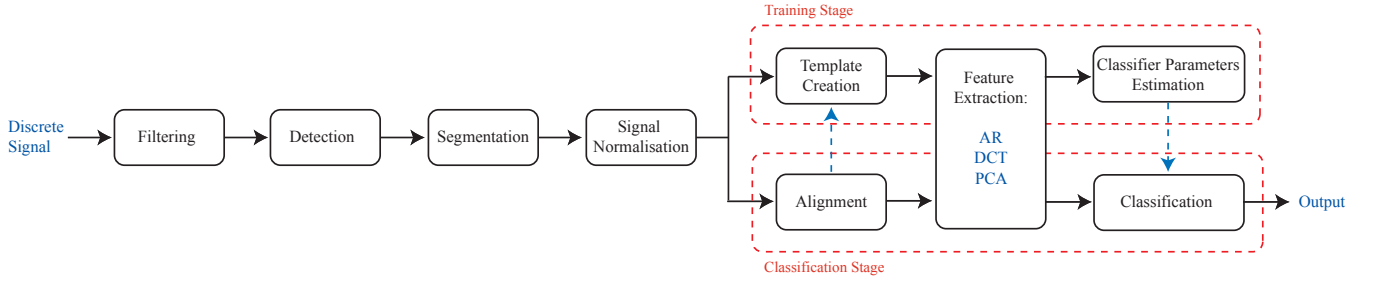 Training Stage
Discrete
Signal
Filtering
Detection
Segmentation
Signal
Normalisation
Template
Creation
Feature
Extraction:
AR
DCT
PCA
Classifier Parameters
Estimation
Alignment
Classification
Output
Classification Stage